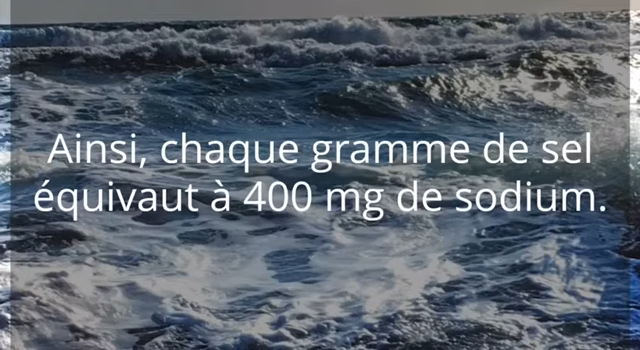 Ainsi, chaque gramme de sel
équivaut à 400 mg de sodium.